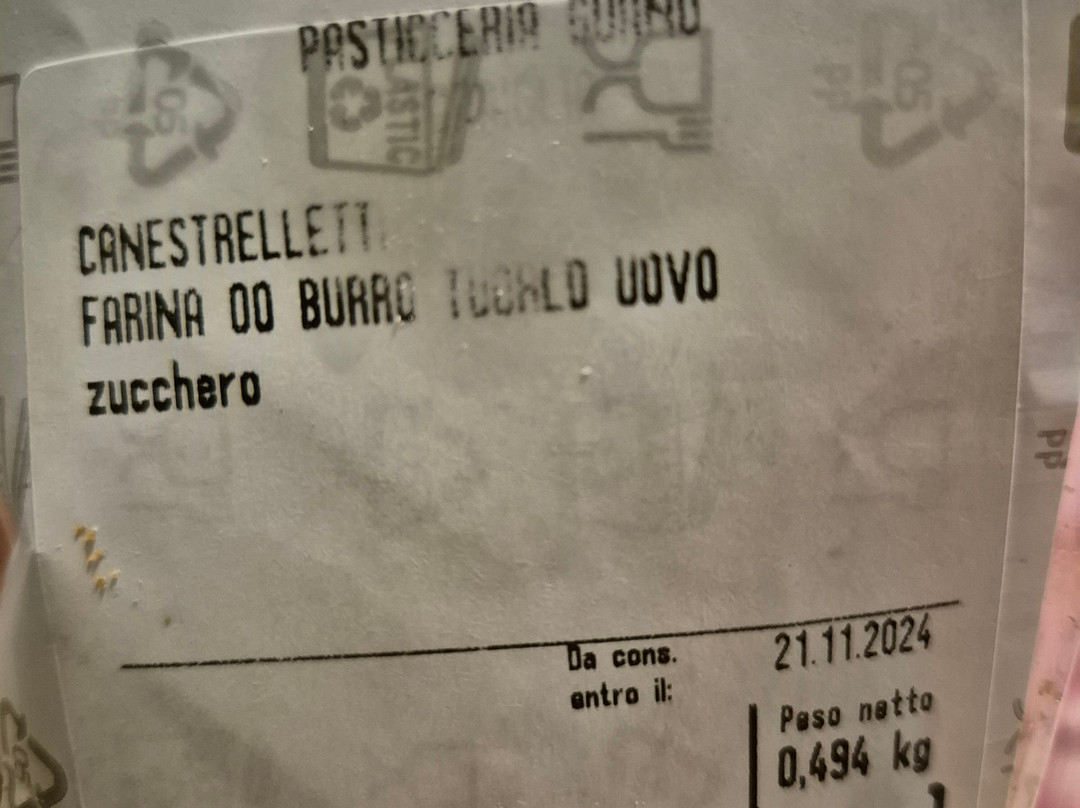 PASTICCERIA
CANESTRELLETTI
FARINA 00 BURRO UOVO
zucchero
Da cons. 21.11.2024
entro il:
Peso netto
0,494 kg